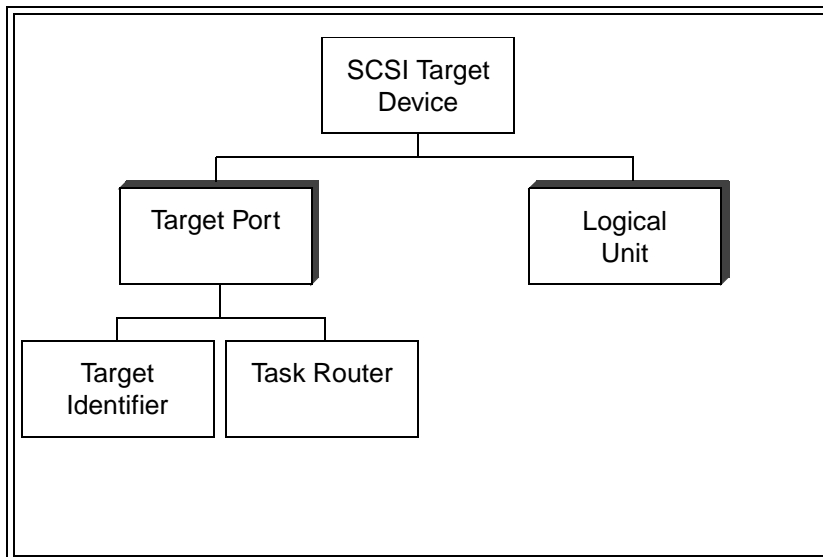 SCSI Target
Device
Target Port
Logical
Unit
Target
Identifier
Task Router